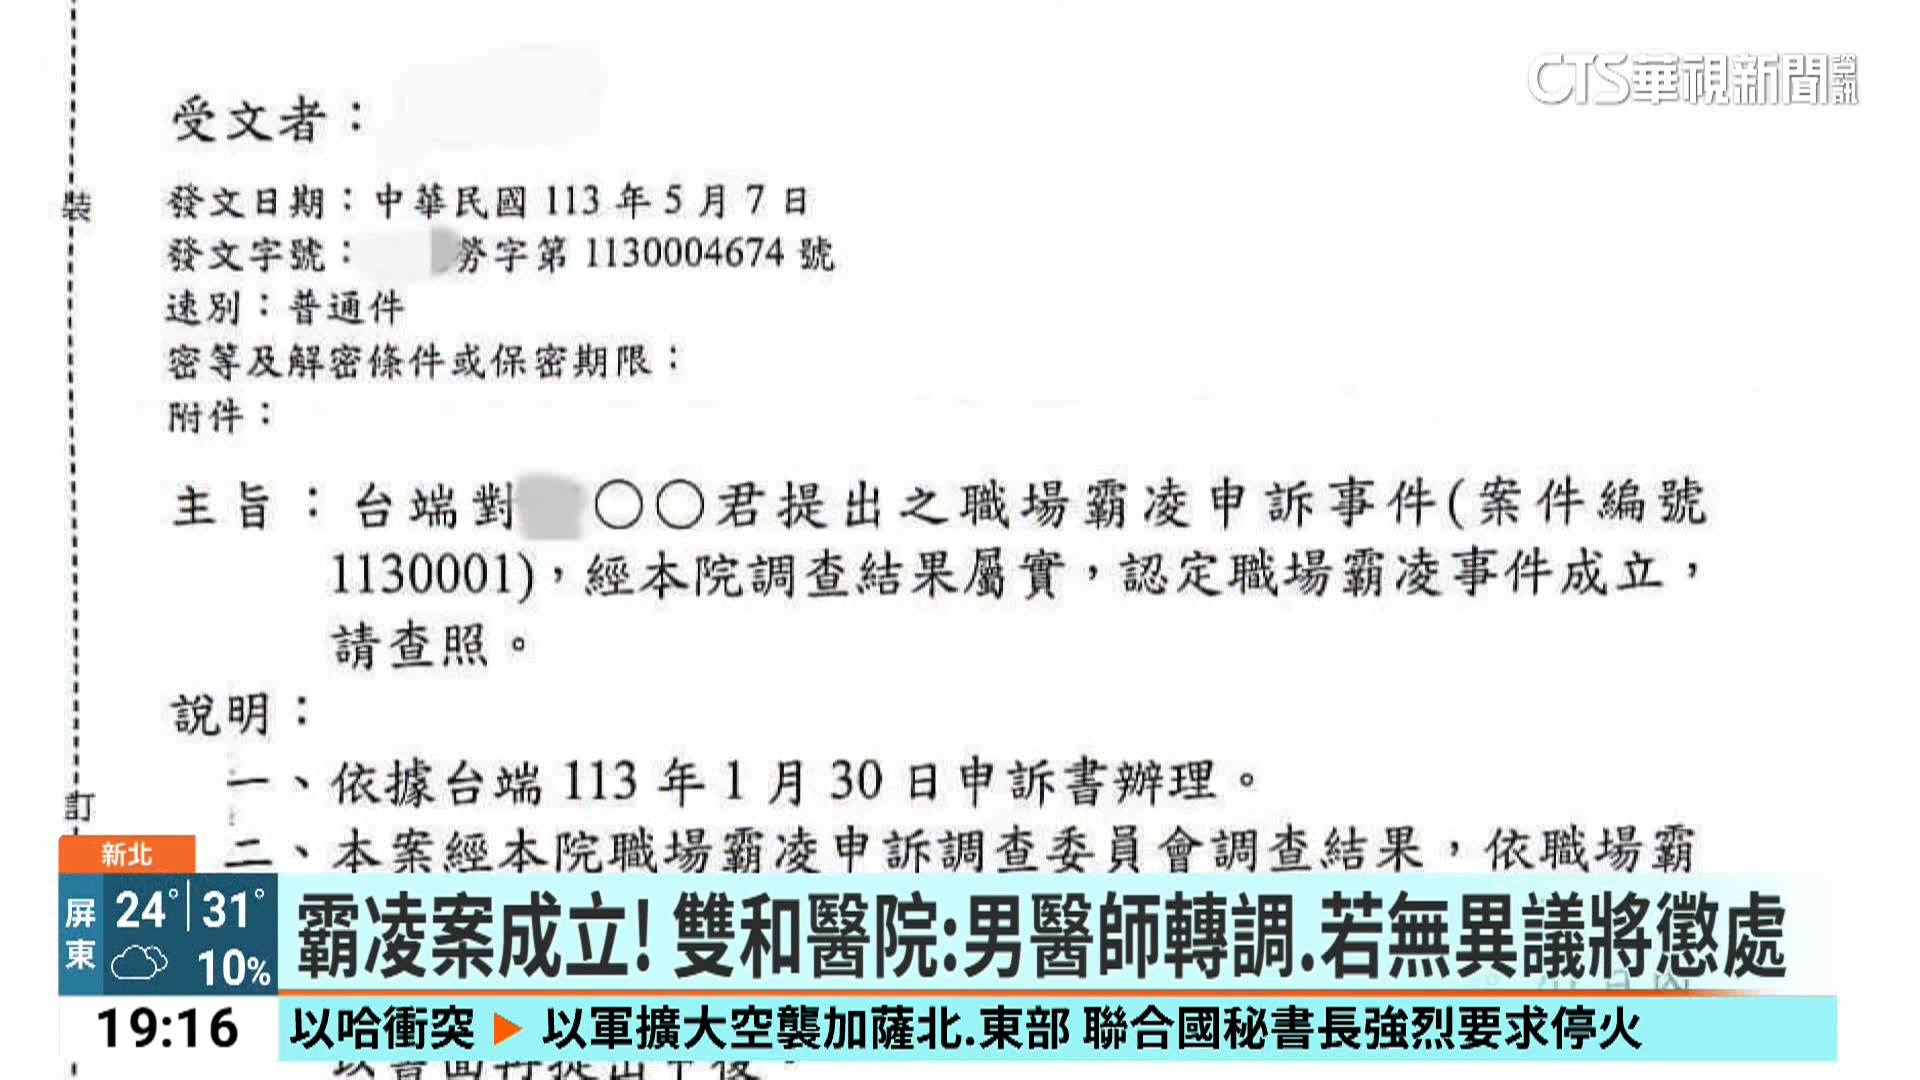 CTS華視新聞資訊
受文者：
發文日期：中華民國 113 年 5 月 7 日
裝
發文字號： 勞字第 1130004674 號
速別：普通件
密等及解密條件或保密期限：
附件：
主旨：台端對 〇〇君提出之職場霸凌申訴事件(案件編號
1130001)，經本院調查結果屬實，認定職場霸凌事件成立，
請查照。
說明：
一、依據台端 113 年 1 月 30 日申訴書辦理。
訂
二、本案經本院職場霸凌申訴調查委員會調查結果，依職場霸
新北
屏東
24° 31°
10%
霸凌案成立! 雙和醫院:男醫師轉調.若無異議將懲處
19:16
以哈衝突 ▶ 以軍擴大空襲加薩北.東部 聯合國秘書長強烈要求停火